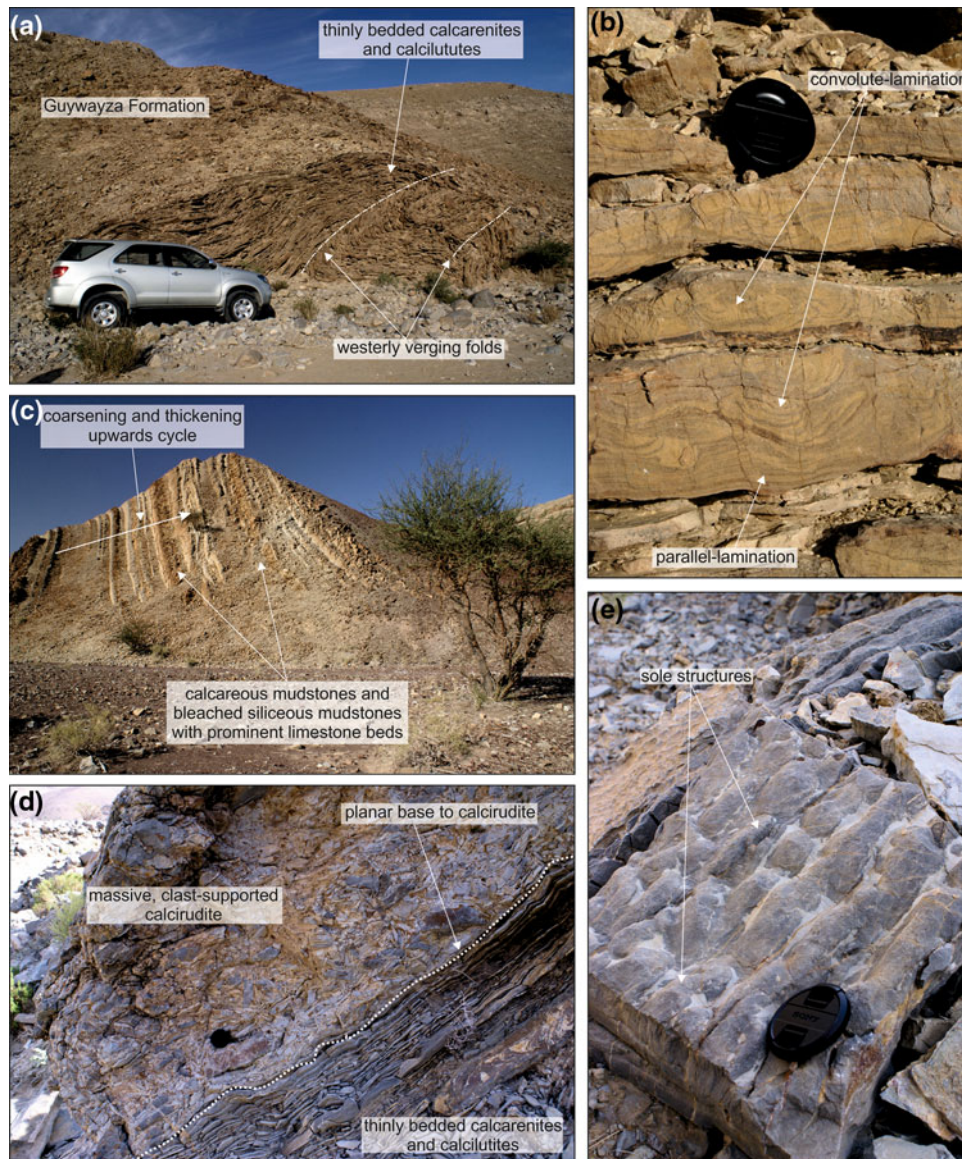 (a)
thinly bedded calcarenites
and calcilututes
Guywayza Formation
westerly verging folds
(b)
convolute-lamination
parallel-lamination
(c)
coarsening and thickening
upwards cycle
calcareous mudstones and
bleached siliceous mudstones
with prominent limestone beds
(d)
planar base to calcirudite
massive, clast-supported
calcirudite
thinly bedded calcarenites
and calcilutites
(e)
sole structures
SONY